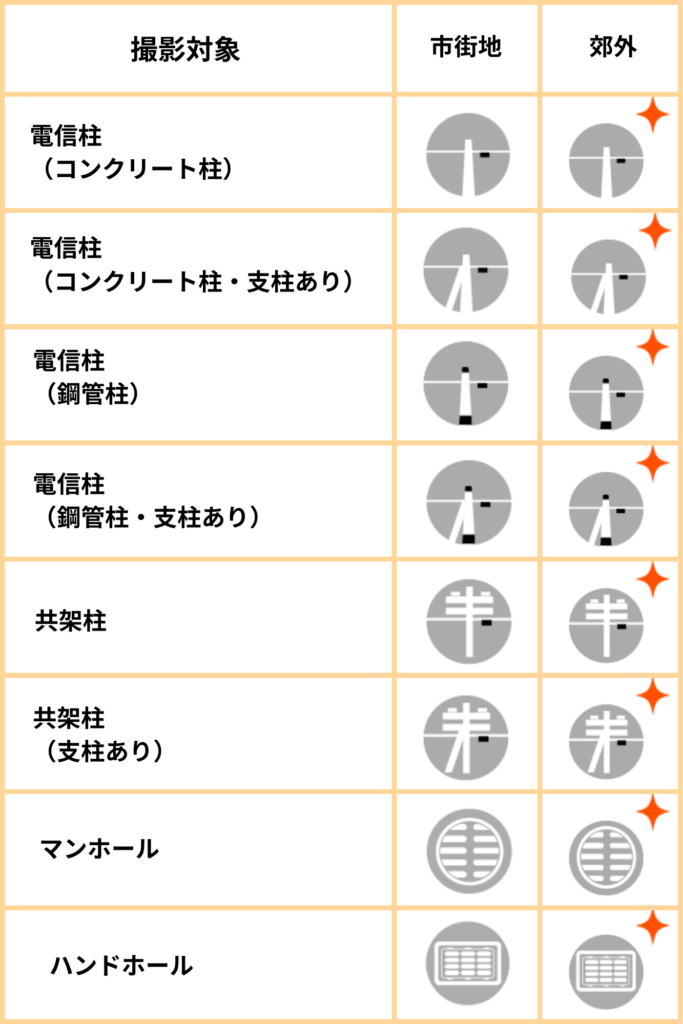 撮影対象
市街地
郊外
電信柱
（コンクリート柱）
電信柱
（コンクリート柱・支柱あり）
電信柱
（鋼管柱）
電信柱
（鋼管柱・支柱あり）
共架柱
共架柱
（支柱あり）
マンホール
ハンドホール